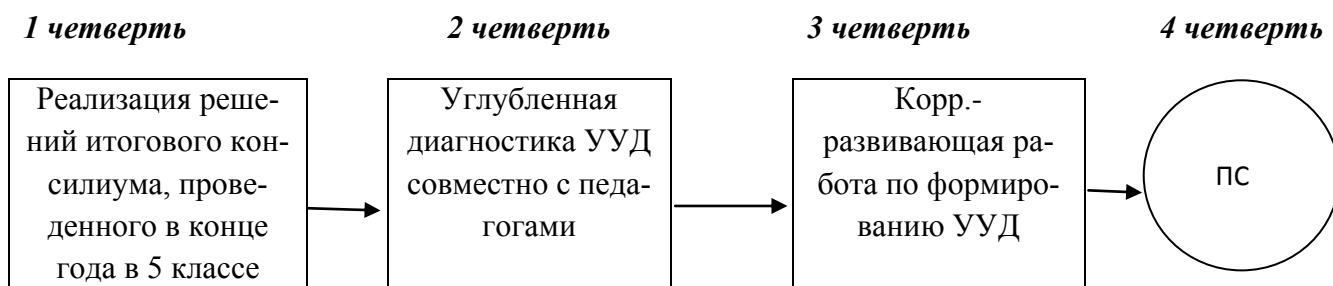 1 четверть
2 четверть
3 четверть
4 четверть
Реализация реше-
ний итогового кон-
силиума, прове-
денного в конце
года в 5 классе
Углубленная
диагностика УУД
совместно с педа-
гогами
Корр.-
развивающая ра-
бота по формиро-
ванию УУД
ПС